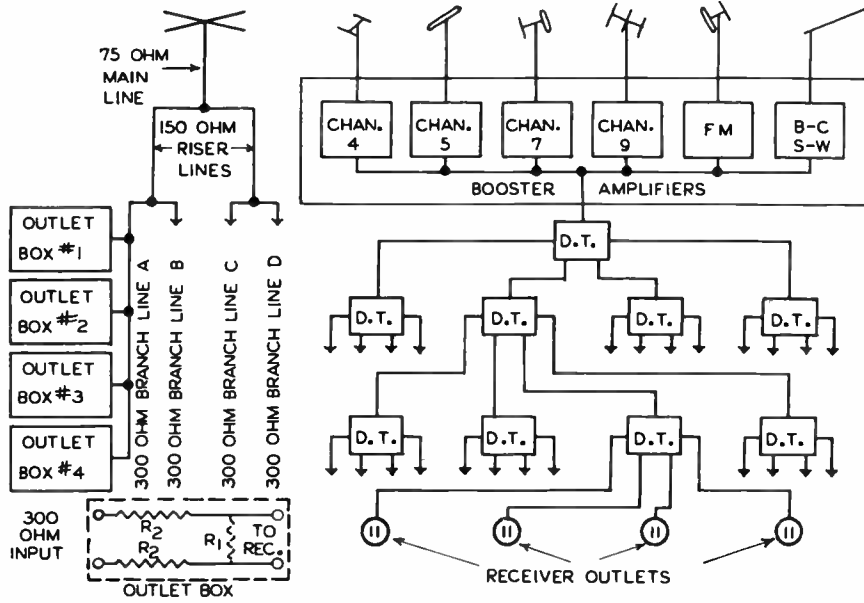 75 OHM
MAIN
LINE
150 OHM
RISER
LINES
OUTLET
BOX #1
OUTLET
BOX #2
OUTLET
BOX #3
OUTLET
BOX #4
300 OHM BRANCH LINE A
300 OHM BRANCH LINE B
300 OHM BRANCH LINE C
300 OHM BRANCH LINE D
300
OHM
INPUT
R2
R2
R1
TO
REC.
OUTLET BOX
CHAN.
4
CHAN.
5
CHAN.
7
CHAN.
9
FM
B-C
S-W
BOOSTER AMPLIFIERS
D.T.
D.T.
D.T.
D.T.
D.T.
D.T.
D.T.
D.T.
D.T.
RECEIVER OUTLETS